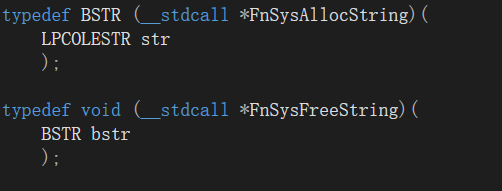 typedef BSTR (__stdcall *FnSysAllocString)(
LPCOLESTR str
);
typedef void (__stdcall *FnSysFreeString)(
BSTR bstr
);